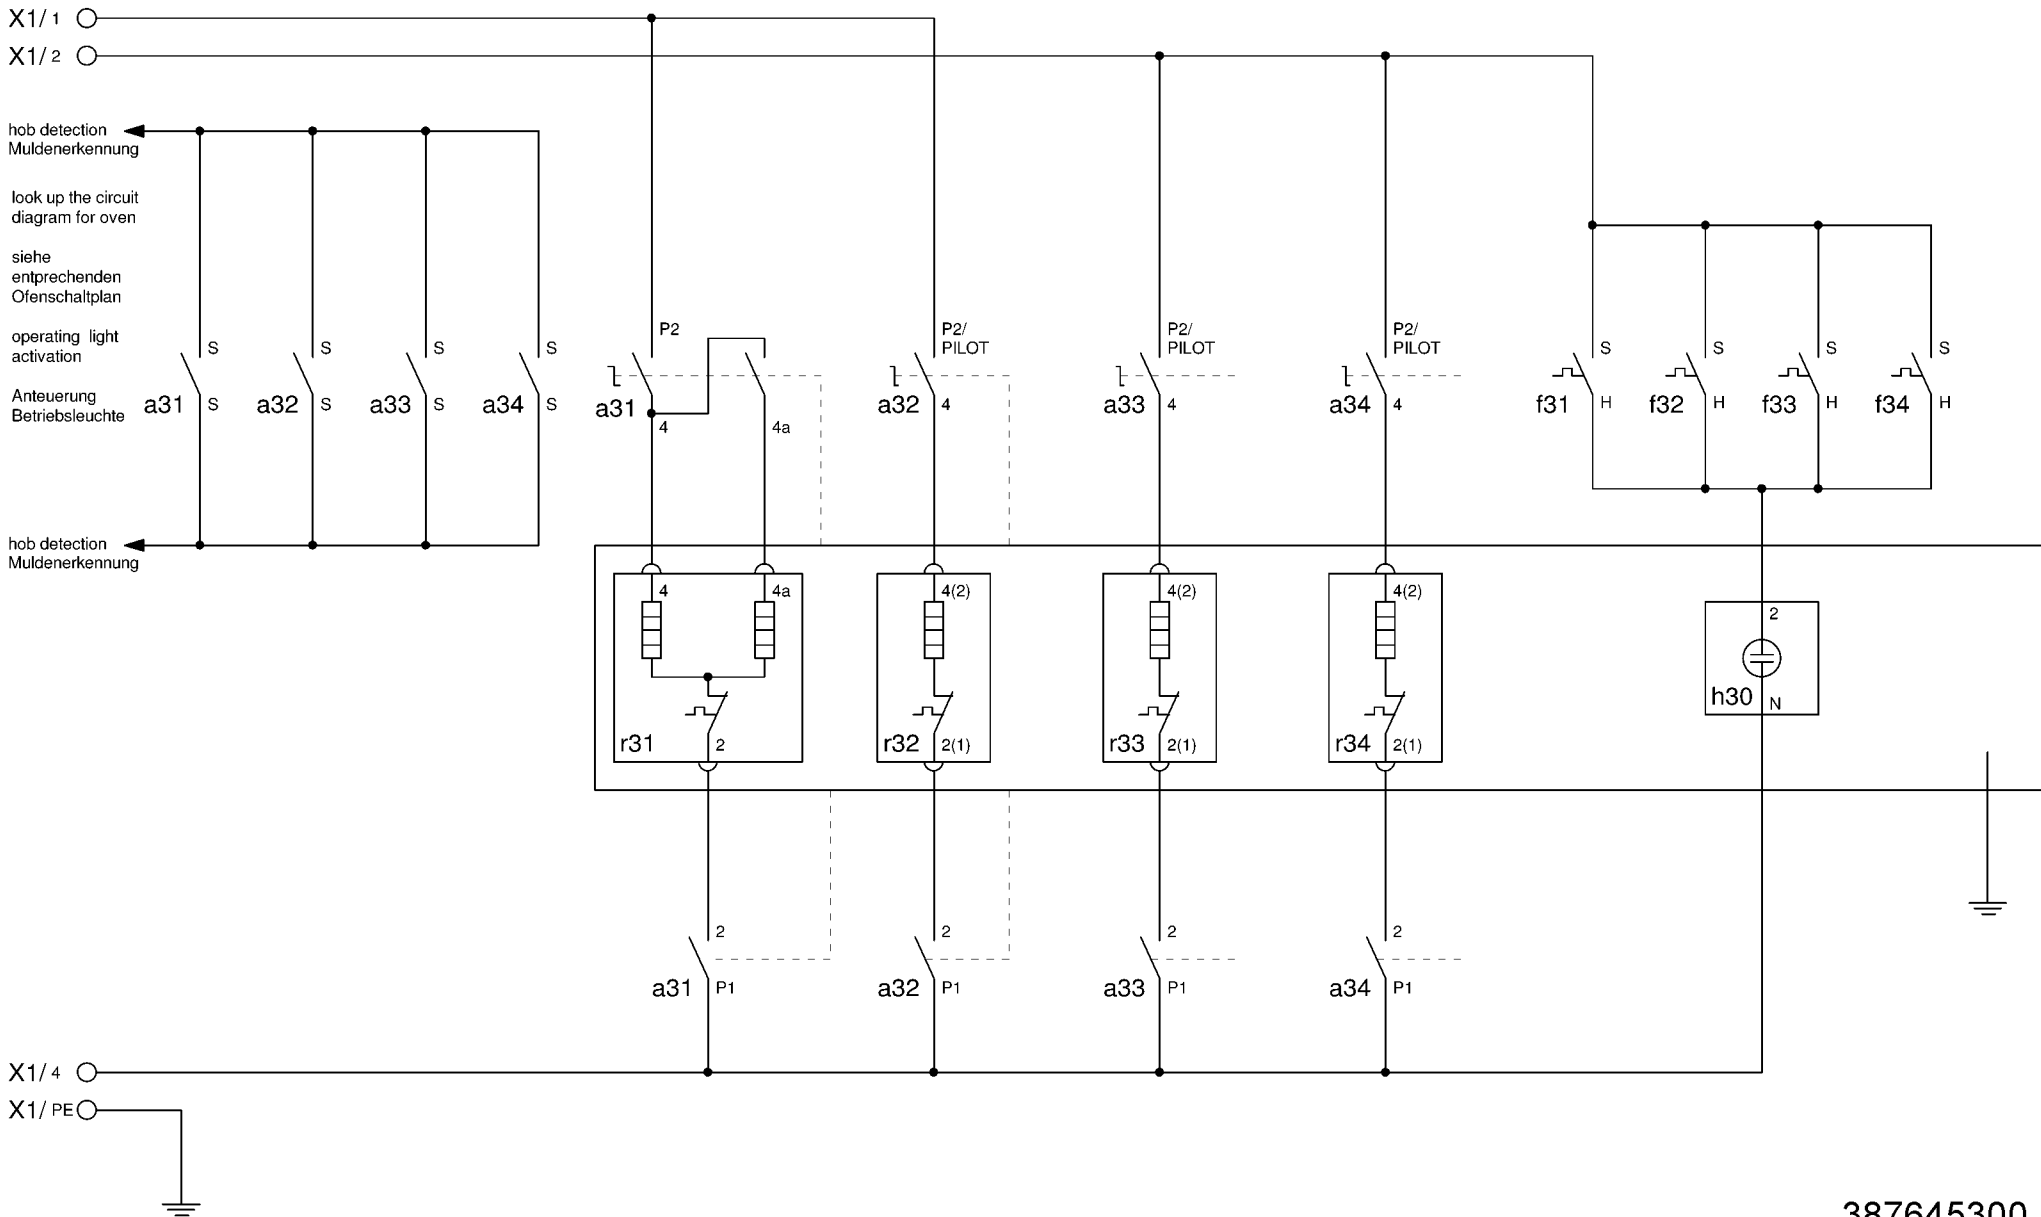 X1/ 1
X1/ 2
hob detection
Muldenerkennung
look up the circuit
diagram for oven
siehe
entprechenden
Ofenschaltplan
operating light
activation
Anteuerung
Betriebsleuchte
S S S S
a31 S a32 S a33 S a34 S
P2
a31 4 4a
P2/
PILOT
a32 4
P2/
PILOT
a33 4
P2/
PILOT
a34 4
S S S S
f31 H f32 H f33 H f34 H
hob detection
Muldenerkennung
4 4a 4(2) 4(2) 4(2) 2
h30 N
r31 2 r32 2(1) r33 2(1) r34 2(1)
2 2 2 2
a31 P1 a32 P1 a33 P1 a34 P1
X1/ 4
X1/ PE
387645300